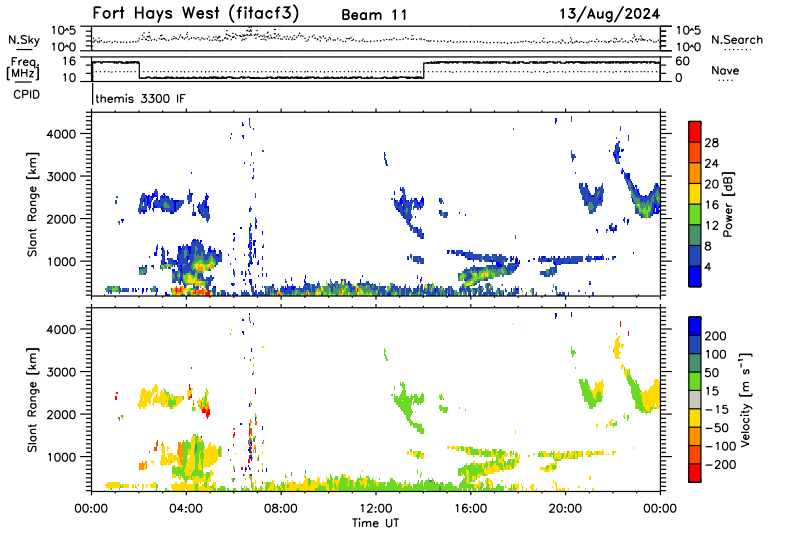 Fort Hays West (fitacf3)
Beam 11
13/Aug/2024
N.Sky
10^5
10^0
10^5
10^0
N.Search
Freq.
[MHz]
16
10
60
0
Nave
CPID
themis 3300 IF
Slant Range [km]
4000
3000
2000
1000
28
24
20
16
12
8
4
Power [dB]
Slant Range [km]
4000
3000
2000
1000
200
100
50
15
-15
-50
-100
-200
Velocity [m s⁻¹]
00:00
04:00
08:00
12:00
16:00
20:00
00:00
Time UT